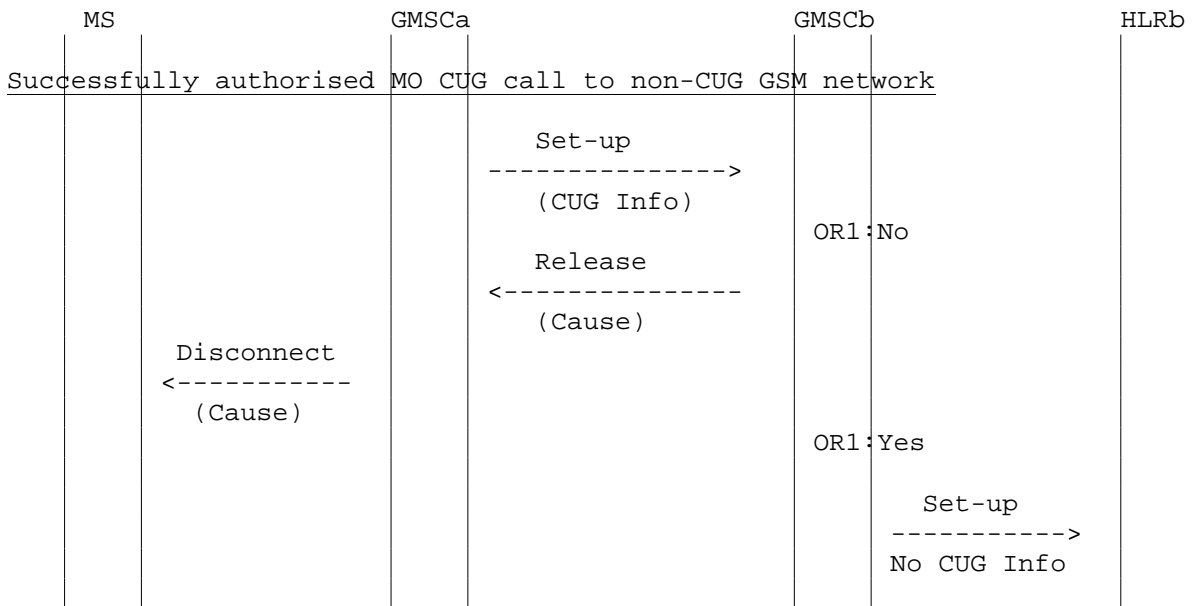 MS GMSCa GMSCb HLRb
Successfully authorised MO CUG call to non-CUG GSM network
Set-up
--------------->
(CUG Info)
OR1:No
Release
<---------------
(Cause)
Disconnect
<-----------
(Cause)
OR1:Yes
Set-up
----------->
No CUG Info